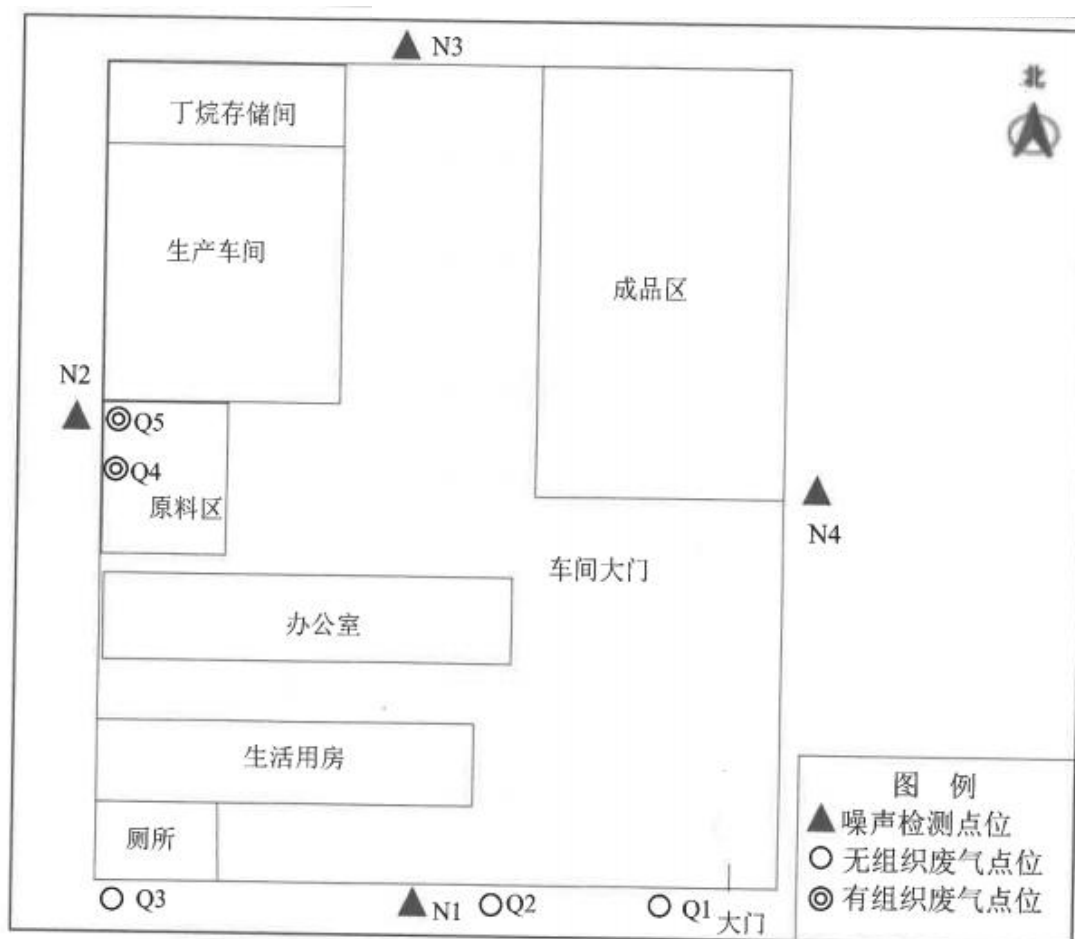 N3
北
丁烷存储间
生产车间
成品区
N2
Q5
Q4
原料区
N4
车间大门
办公室
生活用房
厕所
Q3
N1
Q2
Q1
大门
图 例
噪声检测点位
无组织废气点位
有组织废气点位